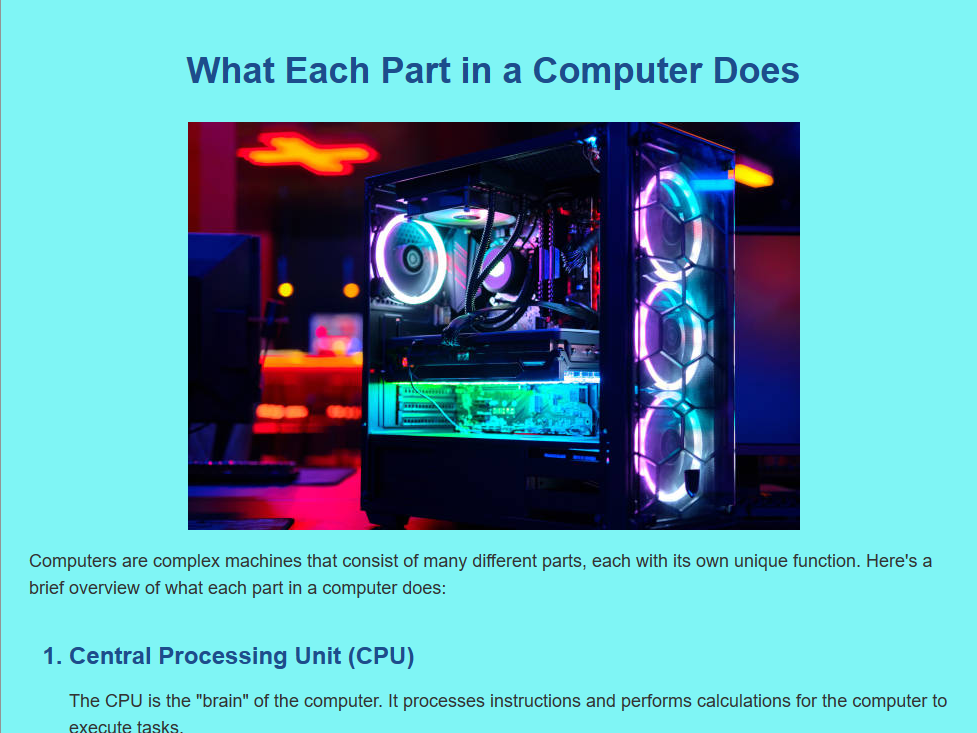 What Each Part in a Computer Does
Computers are complex machines that consist of many different parts, each with its own unique function. Here's a
brief overview of what each part in a computer does:
1. Central Processing Unit (CPU)
The CPU is the "brain" of the computer. It processes instructions and performs calculations for the computer to
execute tasks.